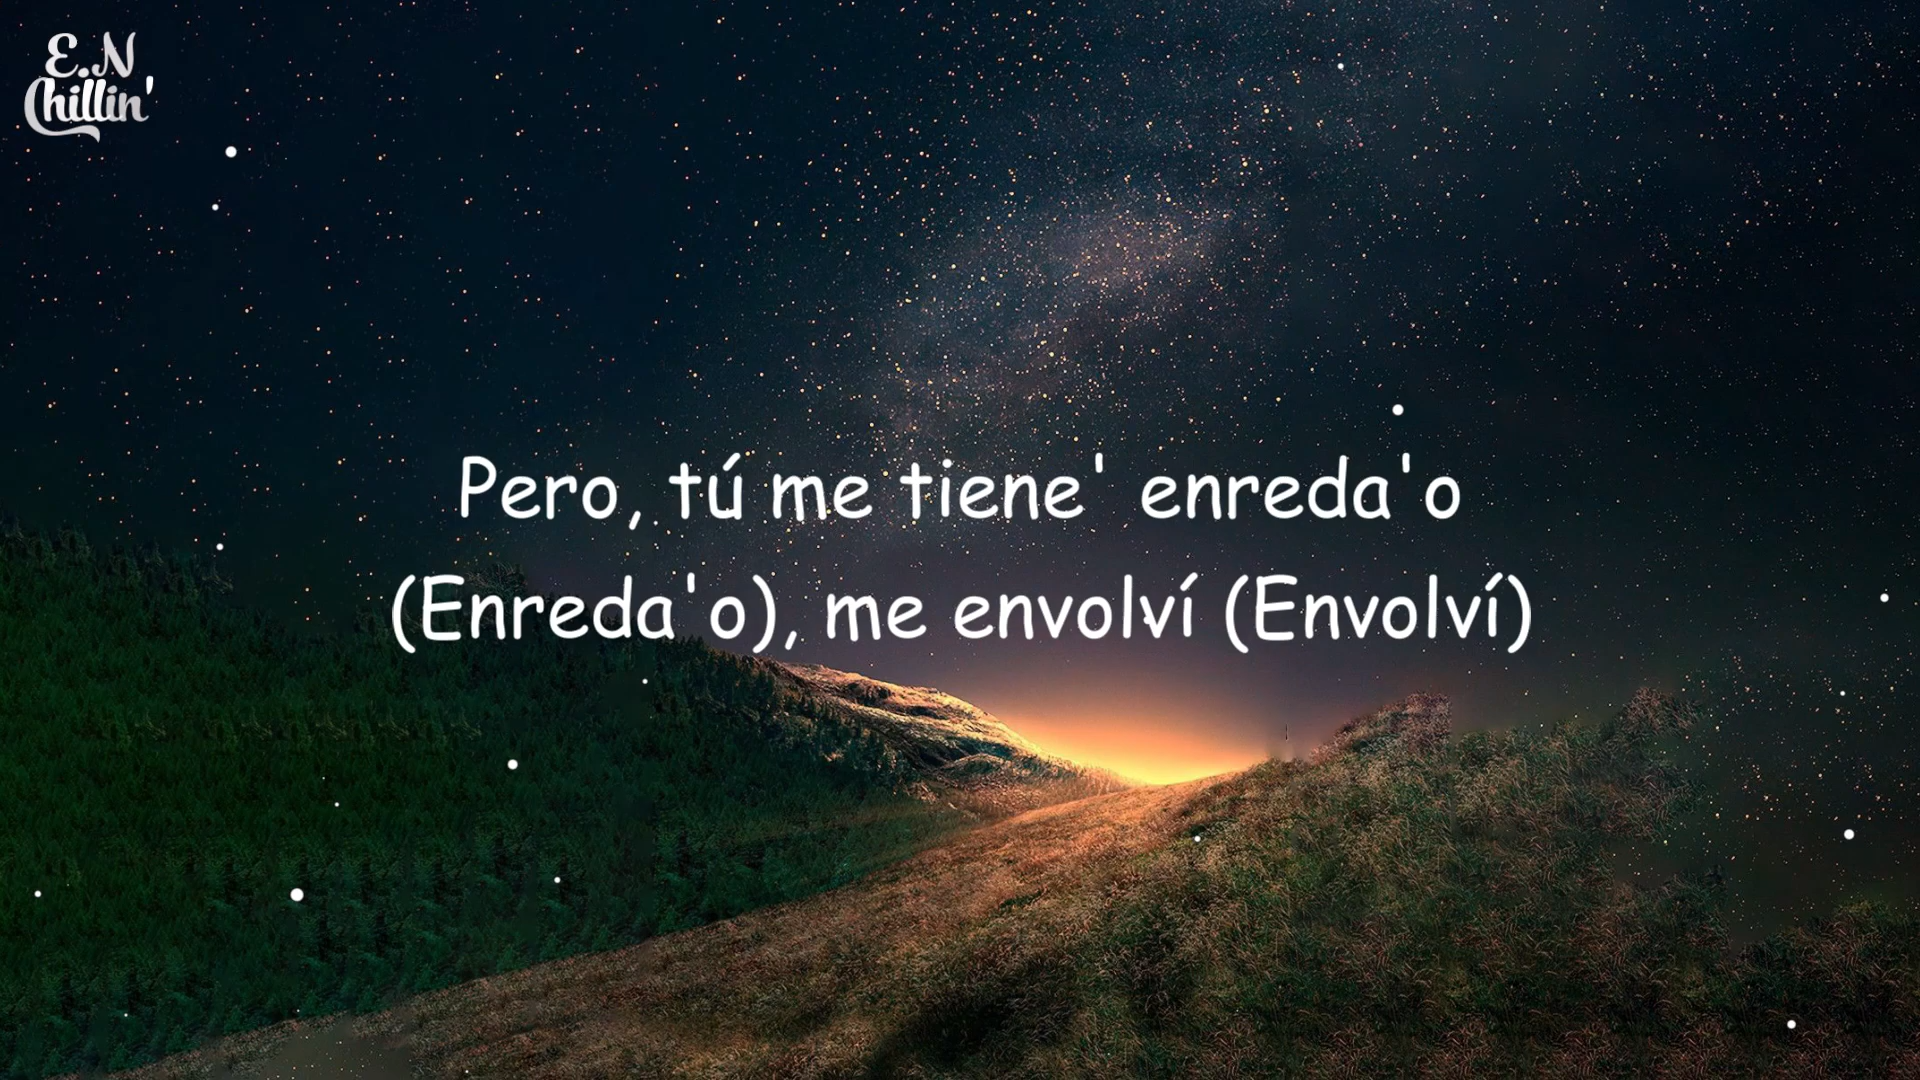 E.N
Chillin'
Pero, tú me tiene' enreda'o
(Enreda'o), me envolví (Envolví)